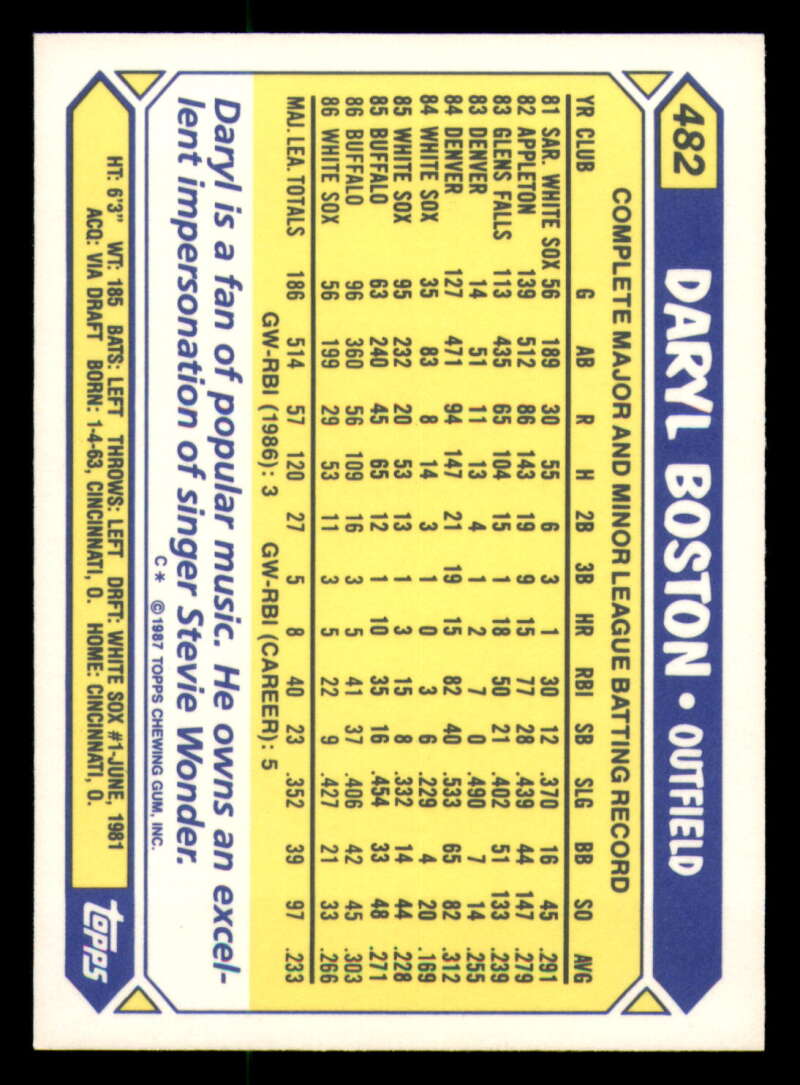 482 DARYL BOSTON • OUTFIELD
COMPLETE MAJOR AND MINOR LEAGUE BATTING RECORD
YR CLUB G AB R H 2B 3B HR RBI SB SLG BB SO AVG
81 SAR. WHITE SOX 56 189 30 55 6 3 1 30 12 .370 16 45 .291
82 APPLETON 139 512 86 143 19 9 15 77 28 .439 44 147 .279
83 GLENS FALLS 113 435 65 104 15 1 18 50 21 .402 51 133 .239
83 DENVER 14 51 11 13 4 1 2 7 0 .490 7 14 .255
84 DENVER 127 471 94 147 21 19 15 82 40 .533 65 82 .312
84 WHITE SOX 35 83 8 14 3 1 0 3 6 .229 4 20 .169
85 WHITE SOX 95 232 20 53 13 1 3 15 8 .332 14 44 .228
85 BUFFALO 63 240 45 65 12 1 10 35 16 .454 33 48 .271
86 BUFFALO 96 360 56 109 16 3 5 41 37 .406 42 45 .303
86 WHITE SOX 56 199 29 53 11 3 5 22 9 .427 21 33 .266
MAJ. LEA. TOTALS 186 514 57 120 27 5 8 40 23 .352 39 97 .233
GW-RBI (1986): 3 GW-RBI (CAREER): 5
Daryl is a fan of popular music. He owns an excel-
lent impersonation of singer Stevie Wonder.
C* ©1987 TOPPS CHEWING GUM, INC.
HT: 6'3" WT: 185 BATS: LEFT THROWS: LEFT DRFT: WHITE SOX #1-JUNE, 1981
ACQ: VIA DRAFT BORN: 1-4-63, CINCINNATI, O. HOME: CINCINNATI, O.
topps